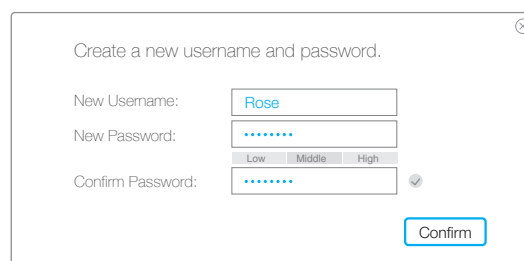 Create a new username and password.
New Username: Rose
New Password: ••••••••
Low Middle High
Confirm Password: ••••••••
Confirm